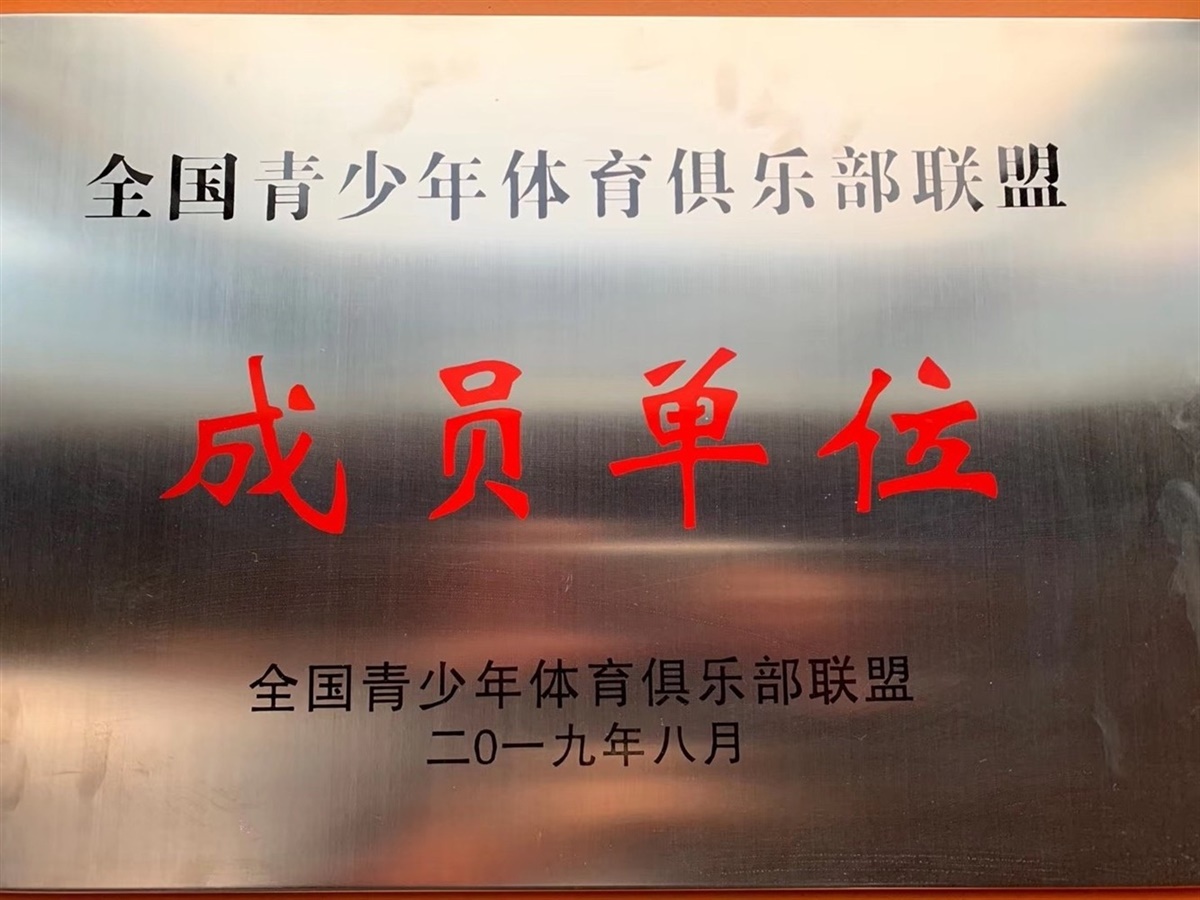 全国青少年体育俱乐部联盟
成员单位
全国青少年体育俱乐部联盟
二0一九年八月